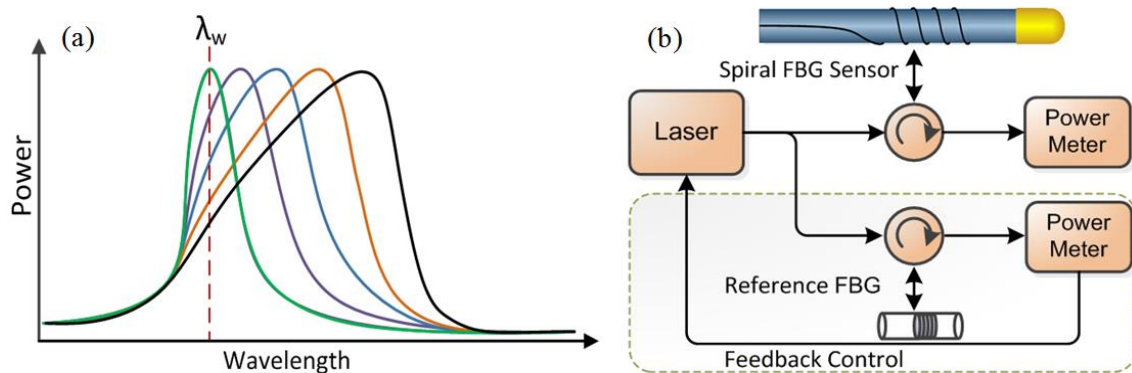 (a)
λw
Power
Wavelength
(b)
Spiral FBG Sensor
Laser
Power
Meter
Power
Meter
Reference FBG
Feedback Control